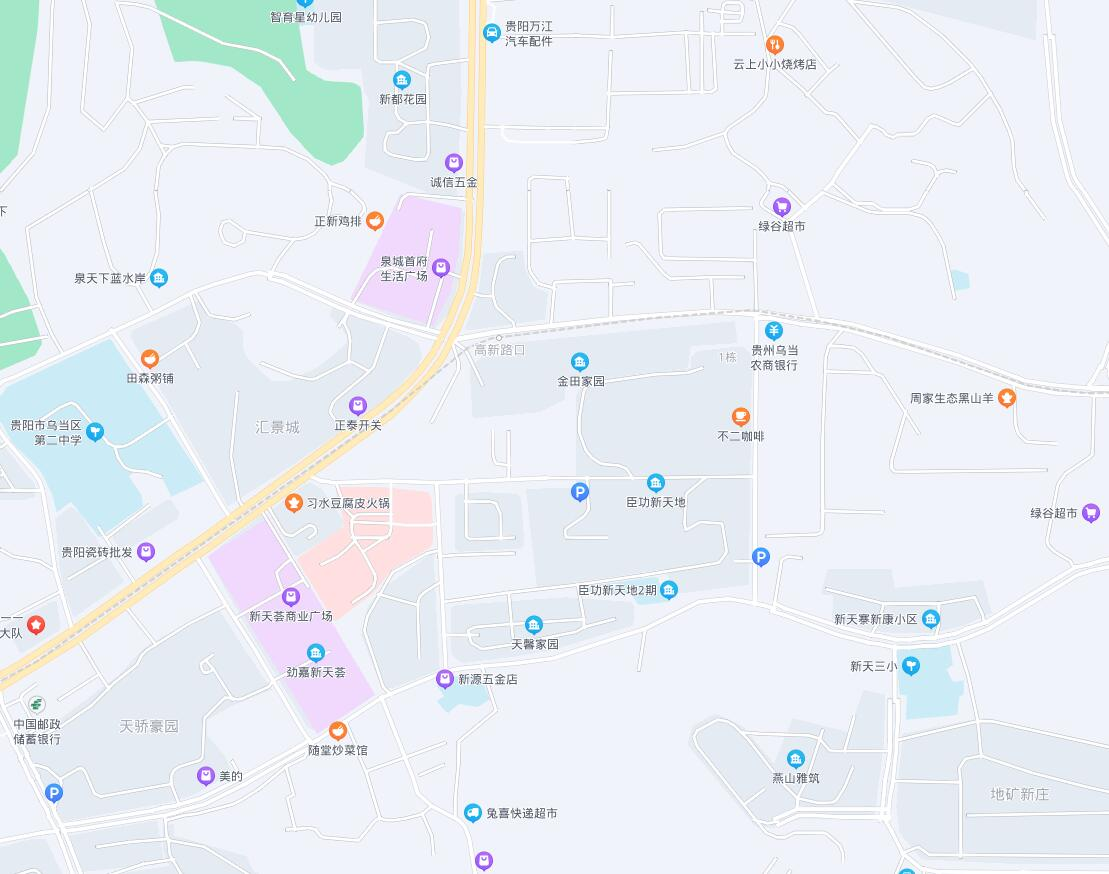 智育星幼儿园
贵阳万江
汽车配件
云上小小烧烤店
新都花园
诚信五金
下
正新鸡排
绿谷超市
泉城首府
生活广场
泉天下蓝水岸
高新路口
1栋
贵州乌当
农商银行
田森粥铺
金田家园
周家生态黑山羊
正泰开关
汇景城
贵阳市乌当区
第二中学
不二咖啡
习水豆腐皮火锅
P
臣功新天地
绿谷超市
贵阳瓷砖批发
P
臣功新天地2期
新天荟商业广场
一一
大队
天馨家园
新天寨新康小区
劲嘉新天荟
新源五金店
新天三小
中国邮政
储蓄银行
天骄豪园
随堂炒菜馆
美的
燕山雅筑
P
地矿新庄
兔喜快递超市